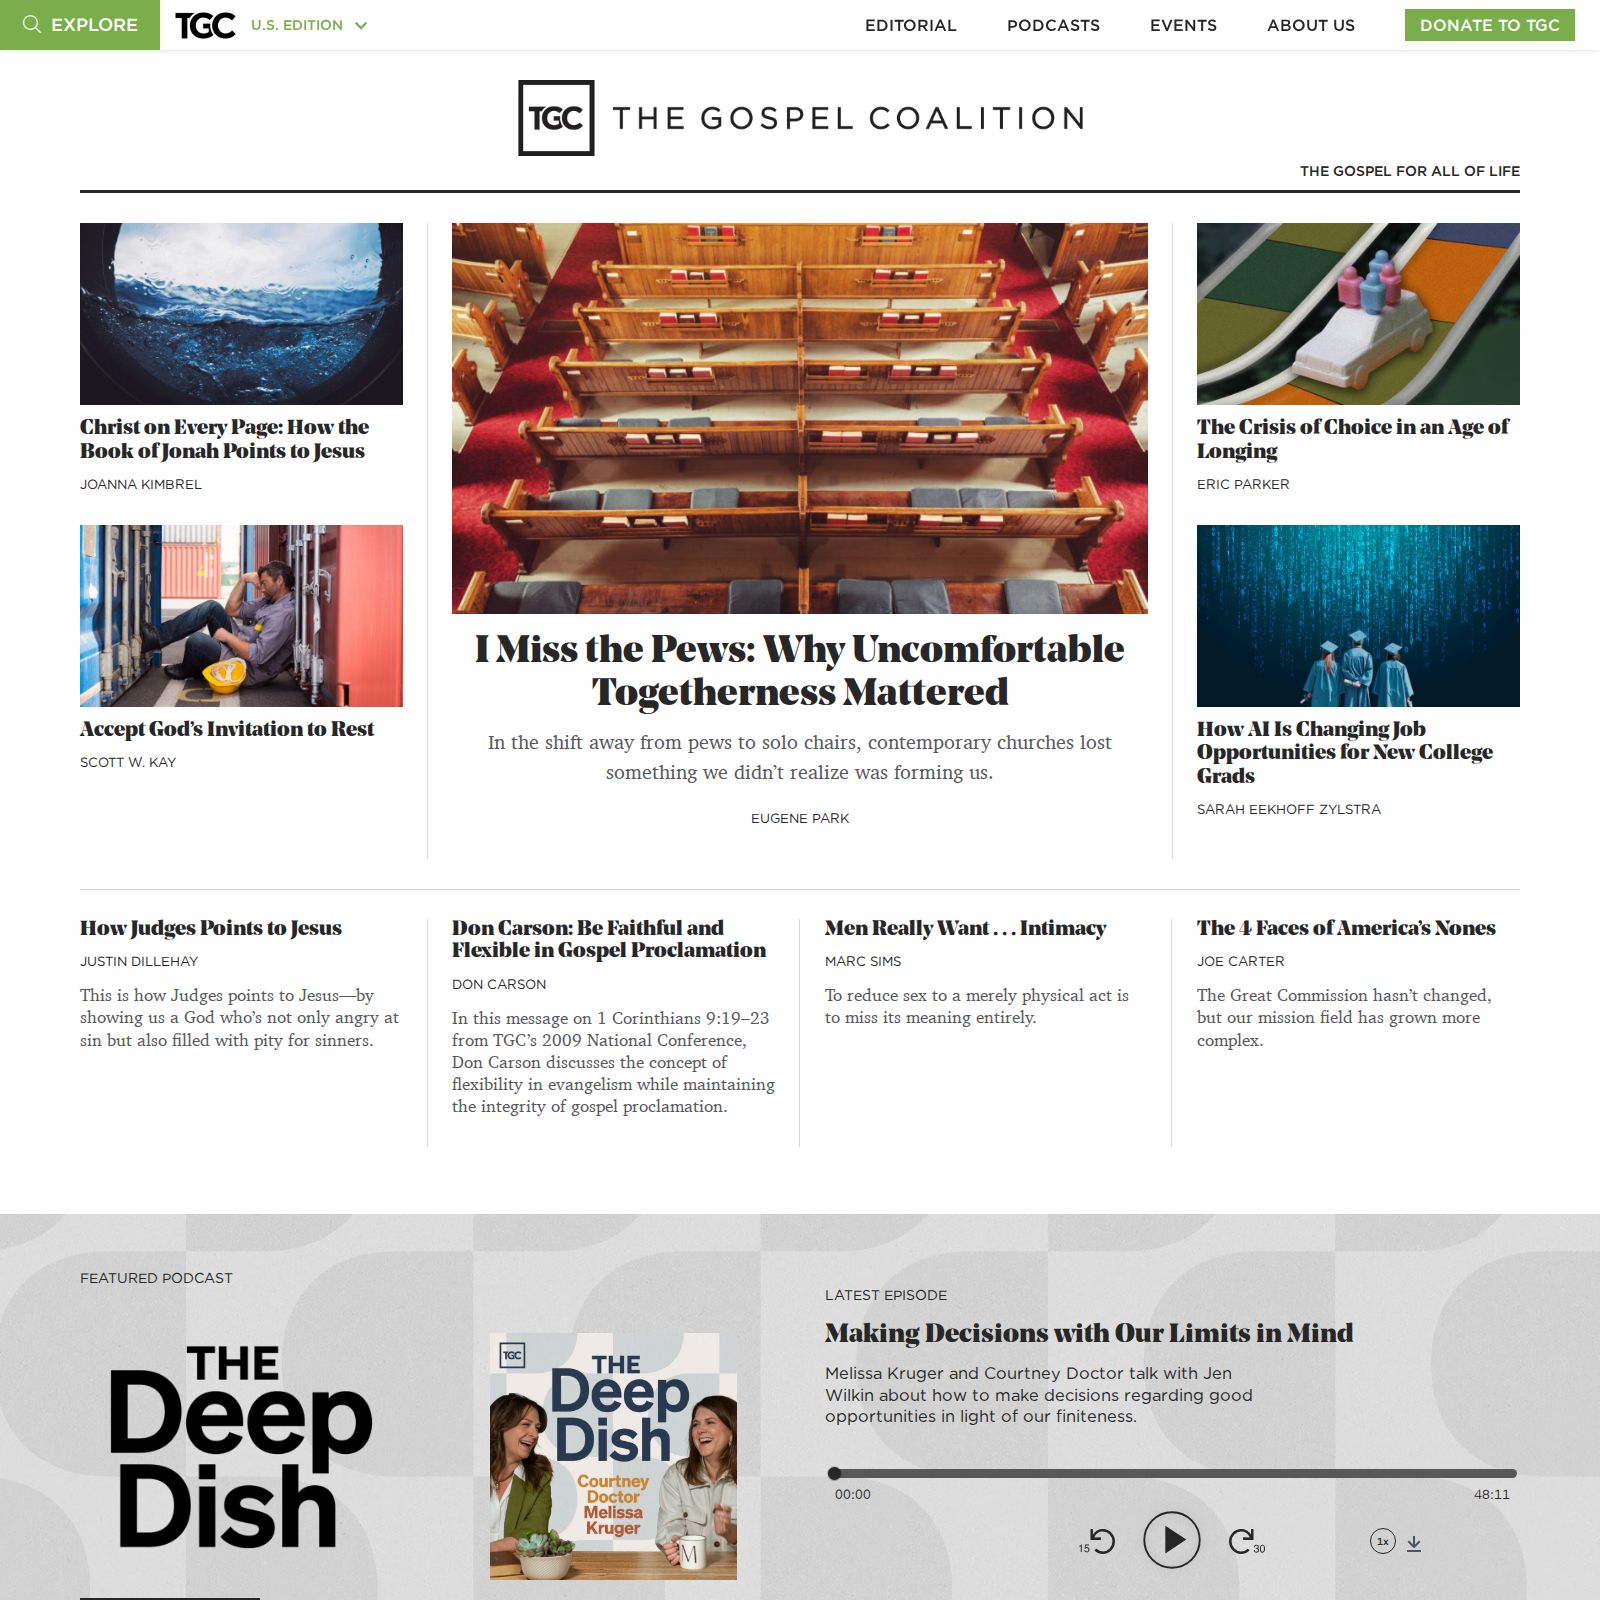 EXPLORE
TGC
U.S. EDITION
EDITORIAL
PODCASTS
EVENTS
ABOUT US
DONATE TO TGC
TGC THE GOSPEL COALITION
THE GOSPEL FOR ALL OF LIFE
Christ on Every Page: How the
Book of Jonah Points to Jesus
JOANNA KIMBREL
Accept God’s Invitation to Rest
SCOTT W. KAY
I Miss the Pews: Why Uncomfortable
Togetherness Mattered
In the shift away from pews to solo chairs, contemporary churches lost
something we didn’t realize was forming us.
EUGENE PARK
The Crisis of Choice in an Age of
Longing
ERIC PARKER
How AI Is Changing Job
Opportunities for New College
Grads
SARAH EEKHOFF ZYLSTRA
How Judges Points to Jesus
JUSTIN DILLEHAY
This is how Judges points to Jesus—by
showing us a God who’s not only angry at
sin but also filled with pity for sinners.
Don Carson: Be Faithful and
Flexible in Gospel Proclamation
DON CARSON
In this message on 1 Corinthians 9:19–23
from TGC’s 2009 National Conference,
Don Carson discusses the concept of
flexibility in evangelism while maintaining
the integrity of gospel proclamation.
Men Really Want . . . Intimacy
MARC SIMS
To reduce sex to a merely physical act is
to miss its meaning entirely.
The 4 Faces of America’s Nones
JOE CARTER
The Great Commission hasn’t changed,
but our mission field has grown more
complex.
FEATURED PODCAST
THE
Deep
Dish
TGC
THE
Deep
Dish
Courtney
Doctor
Melissa
Kruger
M
LATEST EPISODE
Making Decisions with Our Limits in Mind
Melissa Kruger and Courtney Doctor talk with Jen
Wilkin about how to make decisions regarding good
opportunities in light of our finiteness.
00:00
48:11
15
30
1x